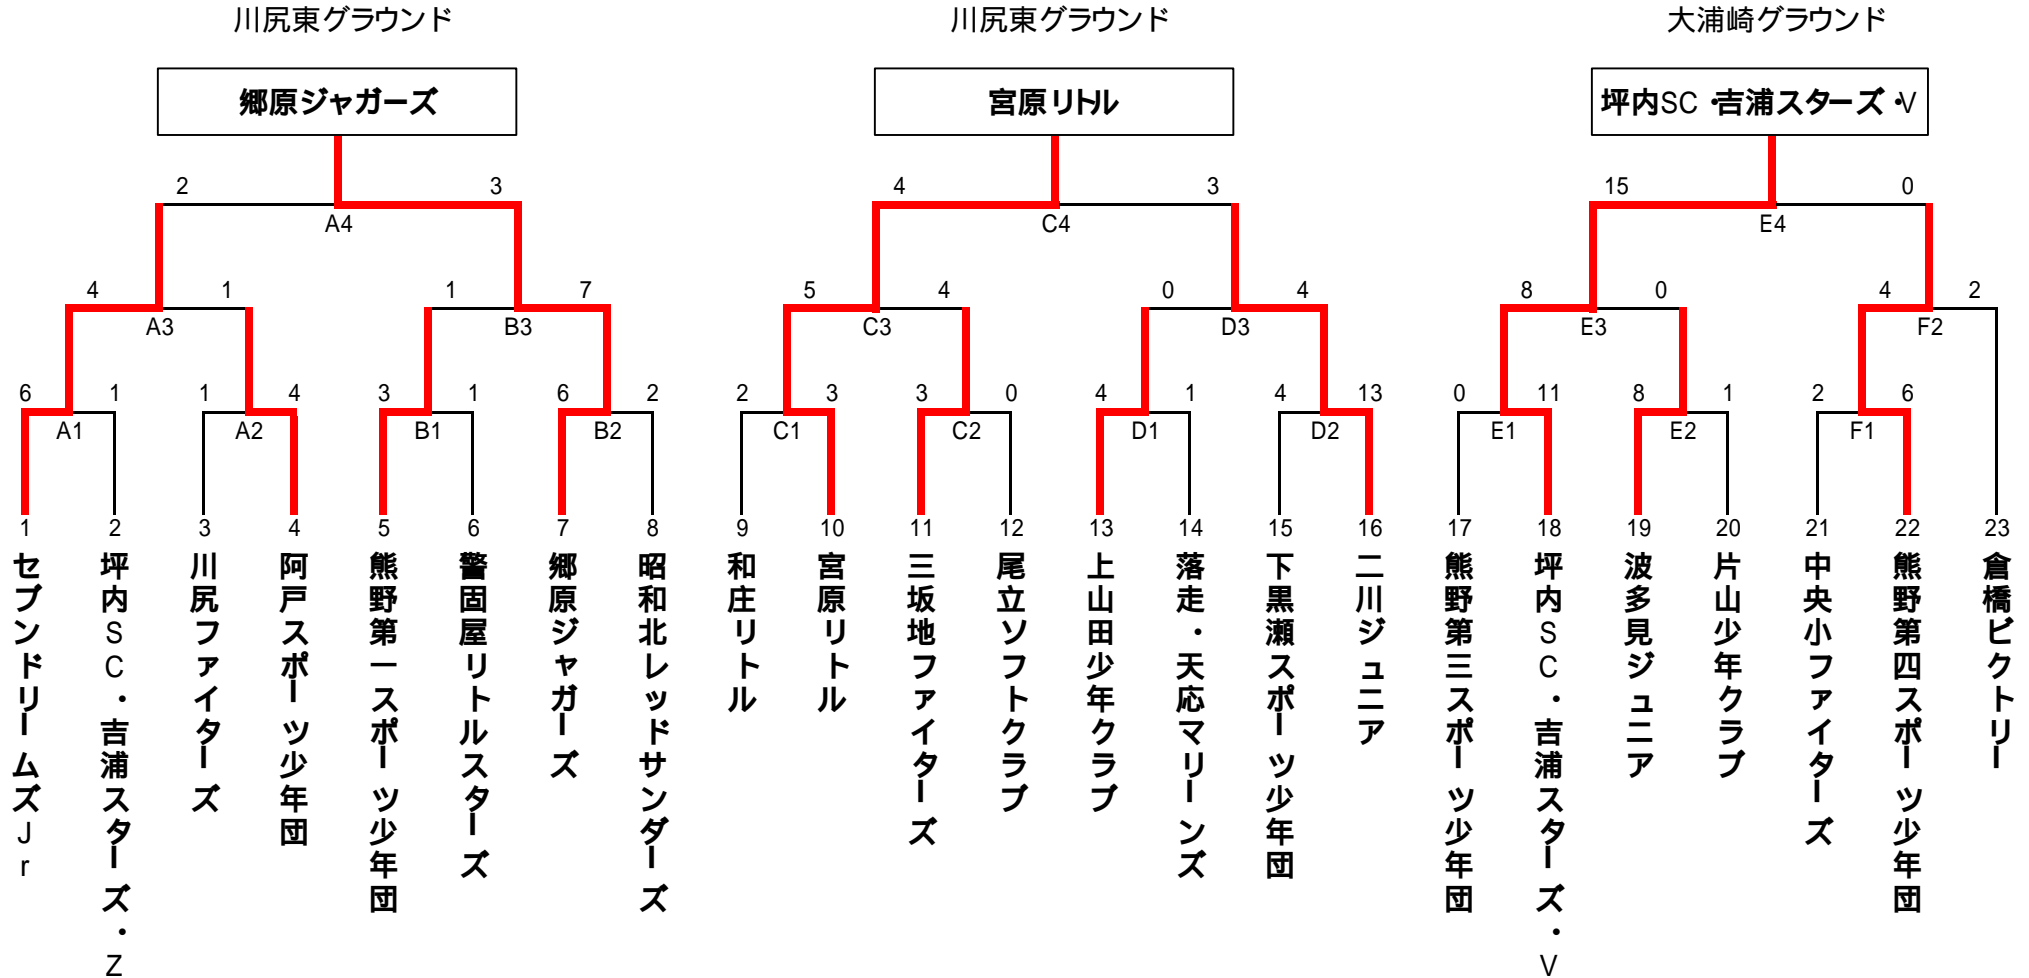 川尻東グラウンド
川尻東グラウンド
大浦崎グラウンド
郷原ジャガーズ
宮原リトル
坪内SC・吉浦スターズ・V
2 3 4 3 15 0
A4 C4 E4
4 1 1 7 5 4 0 4 8 0 4 2
A3 B3 C3 D3 E3 F2
6 1 1 4 3 1 6 2 2 3 3 0 4 1 4 13 0 11 8 1 2 6
A1 A2 B1 B2 C1 C2 D1 D2 E1 E2 F1
1 2 3 4 5 6 7 8 9 10 11 12 13 14 15 16 17 18 19 20 21 22 23
セブンドリームズJr
坪内SC・吉浦スターズ・Z
川尻ファイターズ
阿戸スポーツ少年団
熊野第一スポーツ少年団
警固屋リトルスターズ
郷原ジャガーズ
昭和北レッドサンダーズ
和庄リトル
宮原リトル
三坂地ファイターズ
尾立ソフトクラブ
上山田少年クラブ
落走・天応マリーンズ
下黒瀬スポーツ少年団
二川ジュニア
熊野第三スポーツ少年団
坪内SC・吉浦スターズ・V
波多見ジュニア
片山少年クラブ
中央小ファイターズ
熊野第四スポーツ少年団
倉橋ビクトリー